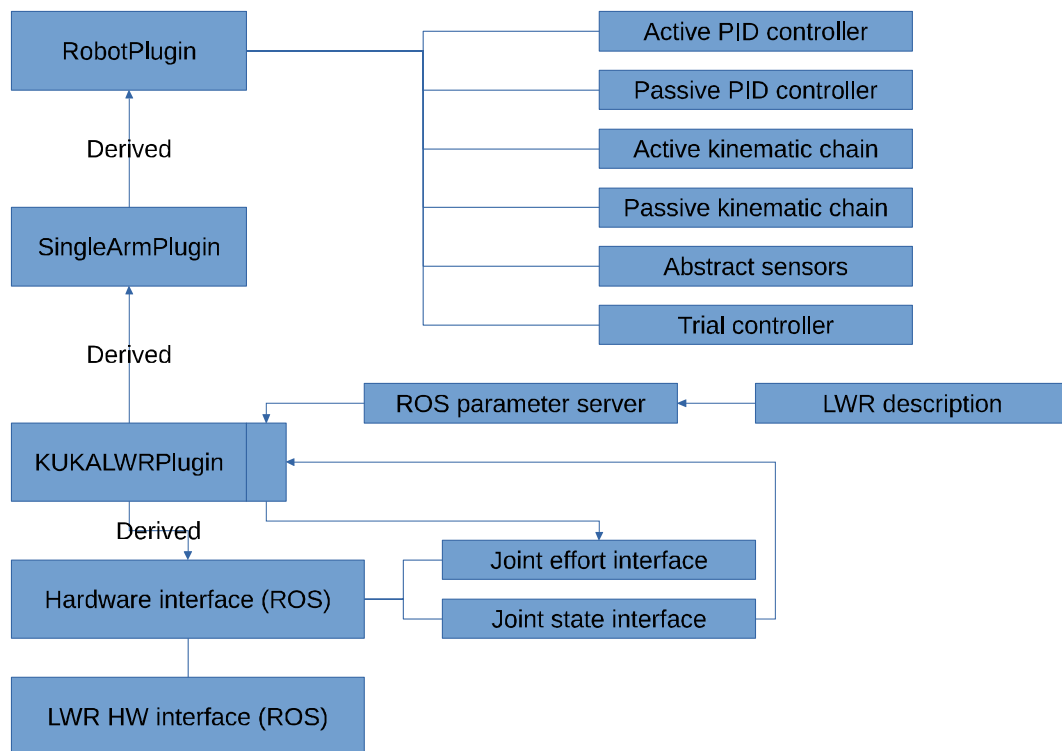 RobotPlugin
Active PID controller
Passive PID controller
Derived
Active kinematic chain
Passive kinematic chain
SingleArmPlugin
Abstract sensors
Trial controller
Derived
ROS parameter server
LWR description
KUKALWRPlugin
Derived
Joint effort interface
Hardware interface (ROS)
Joint state interface
LWR HW interface (ROS)